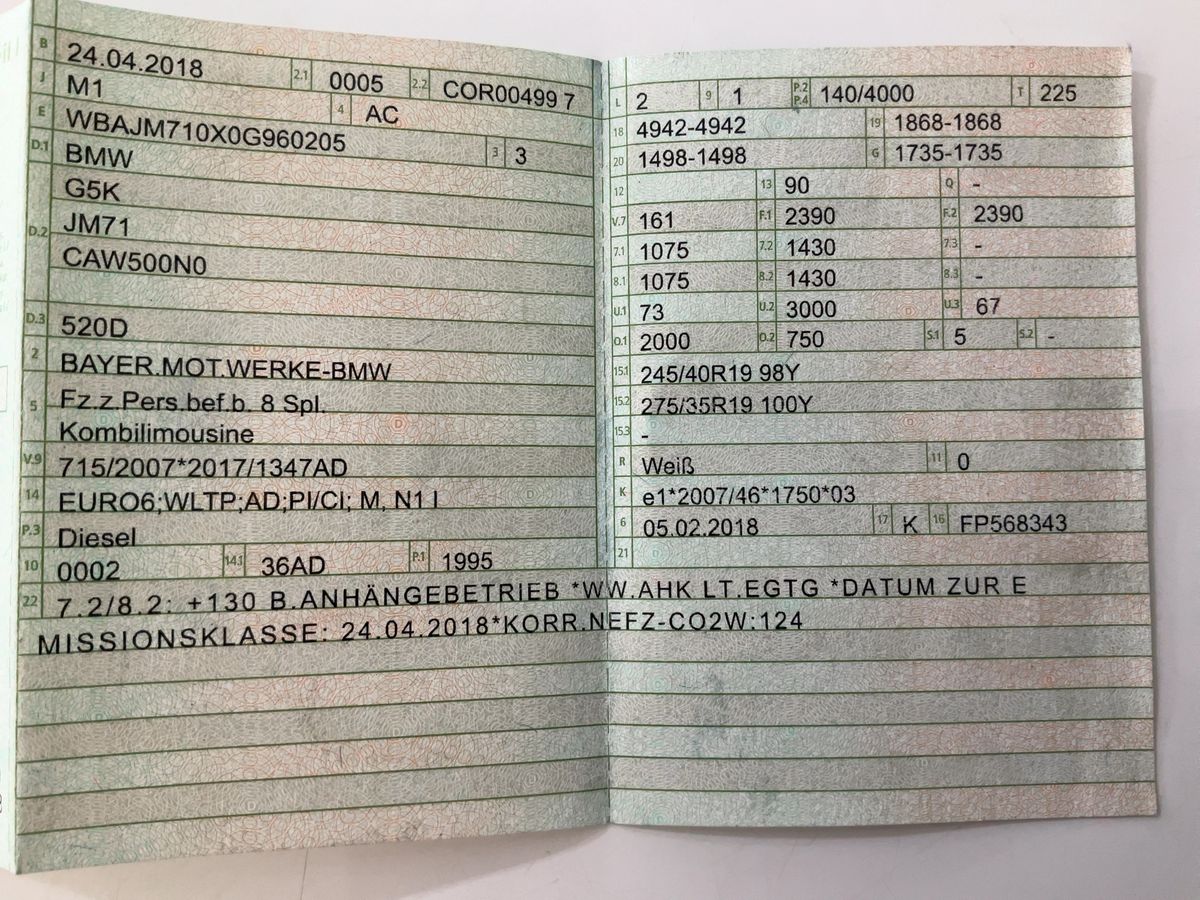 B 24.04.2018 2.1 0005 2.2 COR00499 7
J M1 4 AC
E WBAJM710X0G960205 3 3
D.1 BMW
D.2 G5K
JM71
CAW500N0
D.3 520D
2 BAYER.MOT.WERKE-BMW
5 Fz.z.Pers.bef.b. 8 Spl.
Kombilimousine
V.9 715/2007*2017/1347AD
14 EURO6;WLTP;AD;PI/CI; M, N1 I
P.3 Diesel
10 0002 14.1 36AD P.1 1995
L 2 9 1 P.2 P.4 140/4000 T 225
18 4942-4942 19 1868-1868
20 1498-1498 G 1735-1735
12 13 90 Q -
V.7 161 F.1 2390 F.2 2390
7.1 1075 7.2 1430 7.3 -
8.1 1075 8.2 1430 8.3 -
U.1 73 U.2 3000 U.3 67
O.1 2000 O.2 750 S.1 5 S.2 -
15.1 245/40R19 98Y
15.2 275/35R19 100Y
15.3 -
R Weiß 11 0
K e1*2007/46*1750*03
6 05.02.2018 17 K 16 FP568343
21
22 7.2/8.2: +130 B.ANHÄNGEBETRIEB *WW.AHK LT.EGTG *DATUM ZUR E
MISSIONSKLASSE: 24.04.2018*KORR.NEFZ-CO2W:124